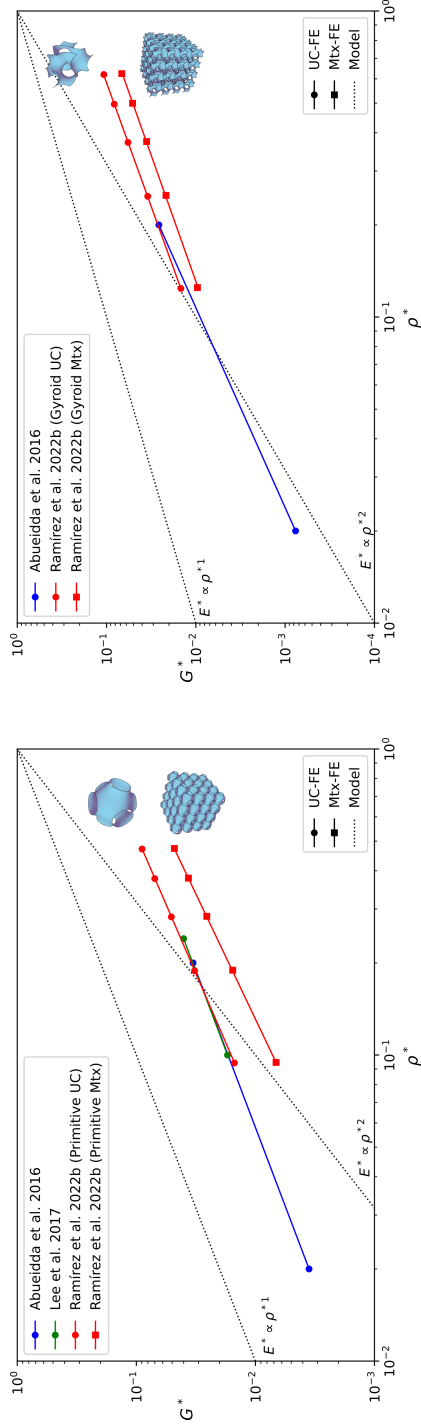 10⁰
10⁻¹
10⁻²
10⁻³
G*
Abueidda et al. 2016
Lee et al. 2017
Ramírez et al. 2022b (Primitive UC)
Ramírez et al. 2022b (Primitive Mtx)
E* ∝ ρ*¹
E* ∝ ρ*²
UC-FE
Mtx-FE
Model
10⁻²
10⁻¹
10⁰
ρ*
10⁰
10⁻¹
10⁻²
10⁻³
10⁻⁴
G*
Abueidda et al. 2016
Ramírez et al. 2022b (Gyroid UC)
Ramírez et al. 2022b (Gyroid Mtx)
E* ∝ ρ*¹
E* ∝ ρ*²
UC-FE
Mtx-FE
Model
10⁻²
10⁻¹
10⁰
ρ*